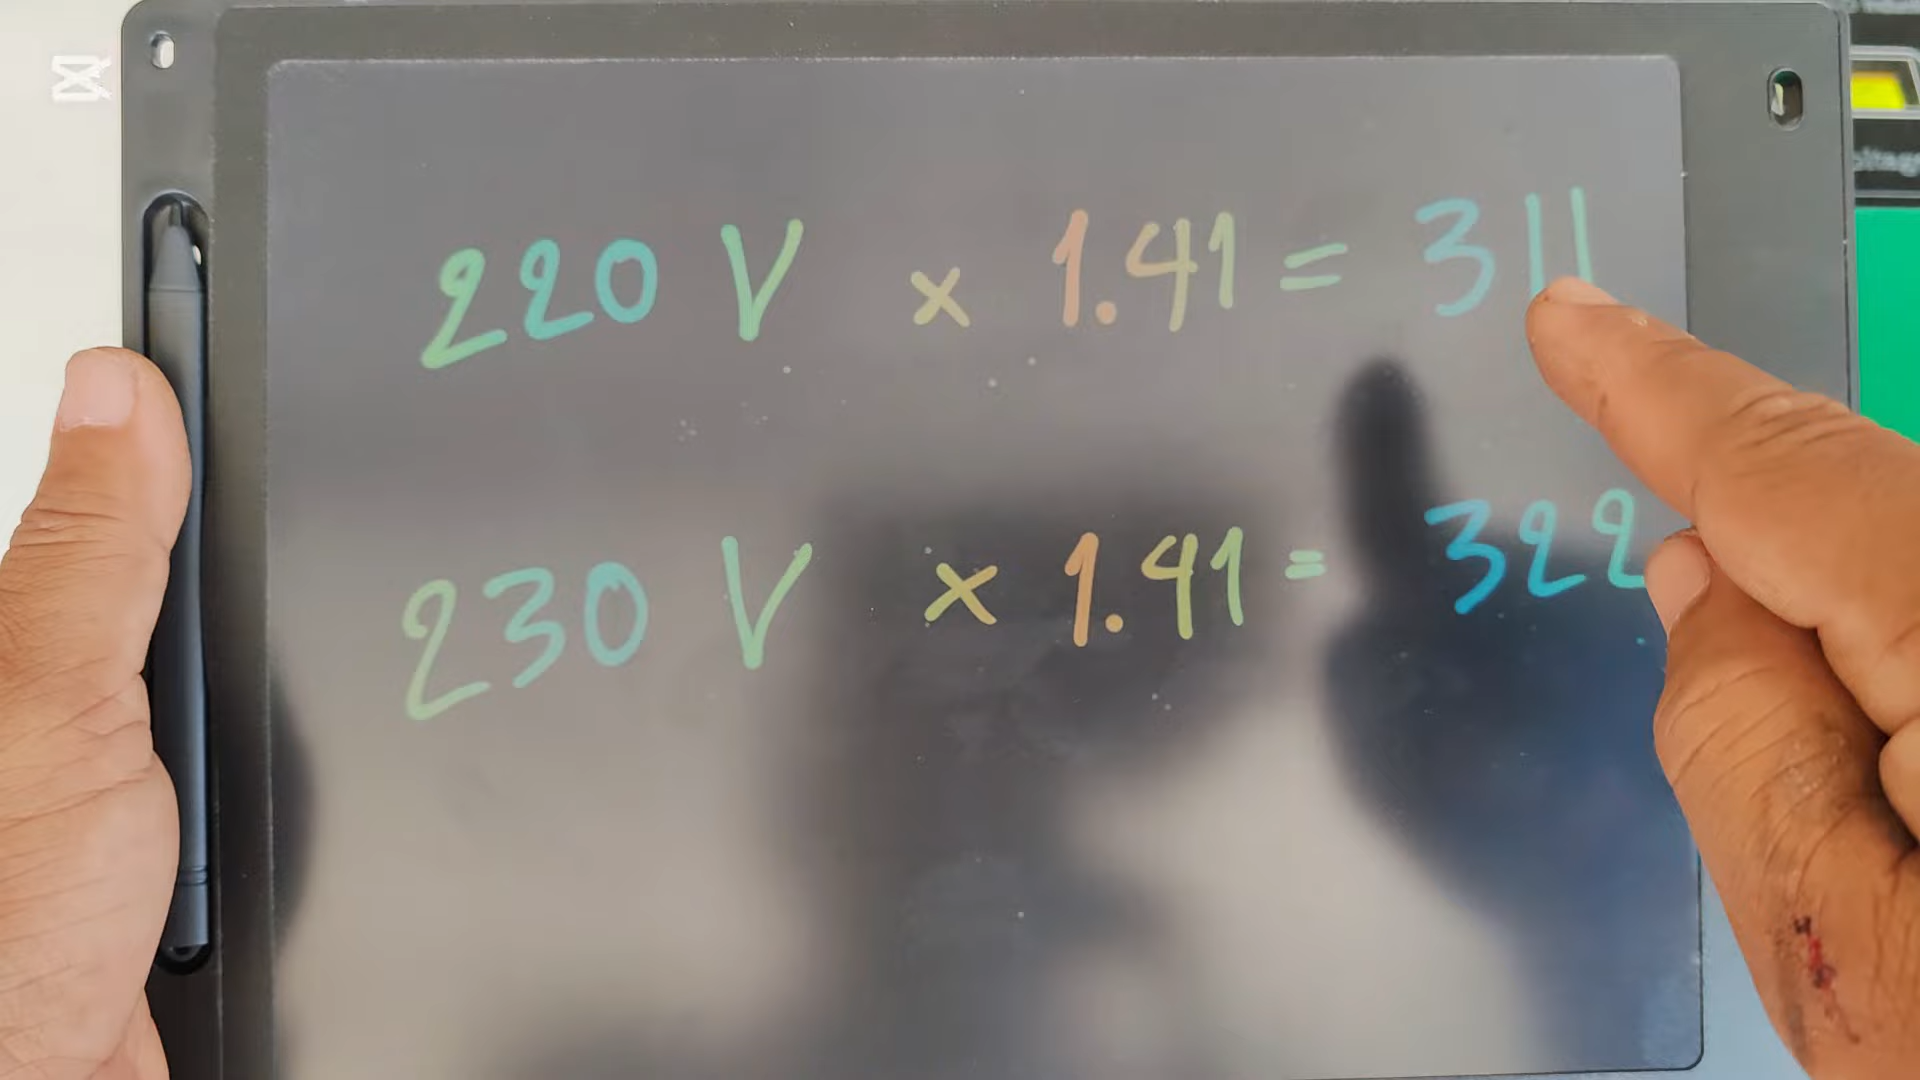 220 V x 1.41 = 311
230 V x 1.41 = 322